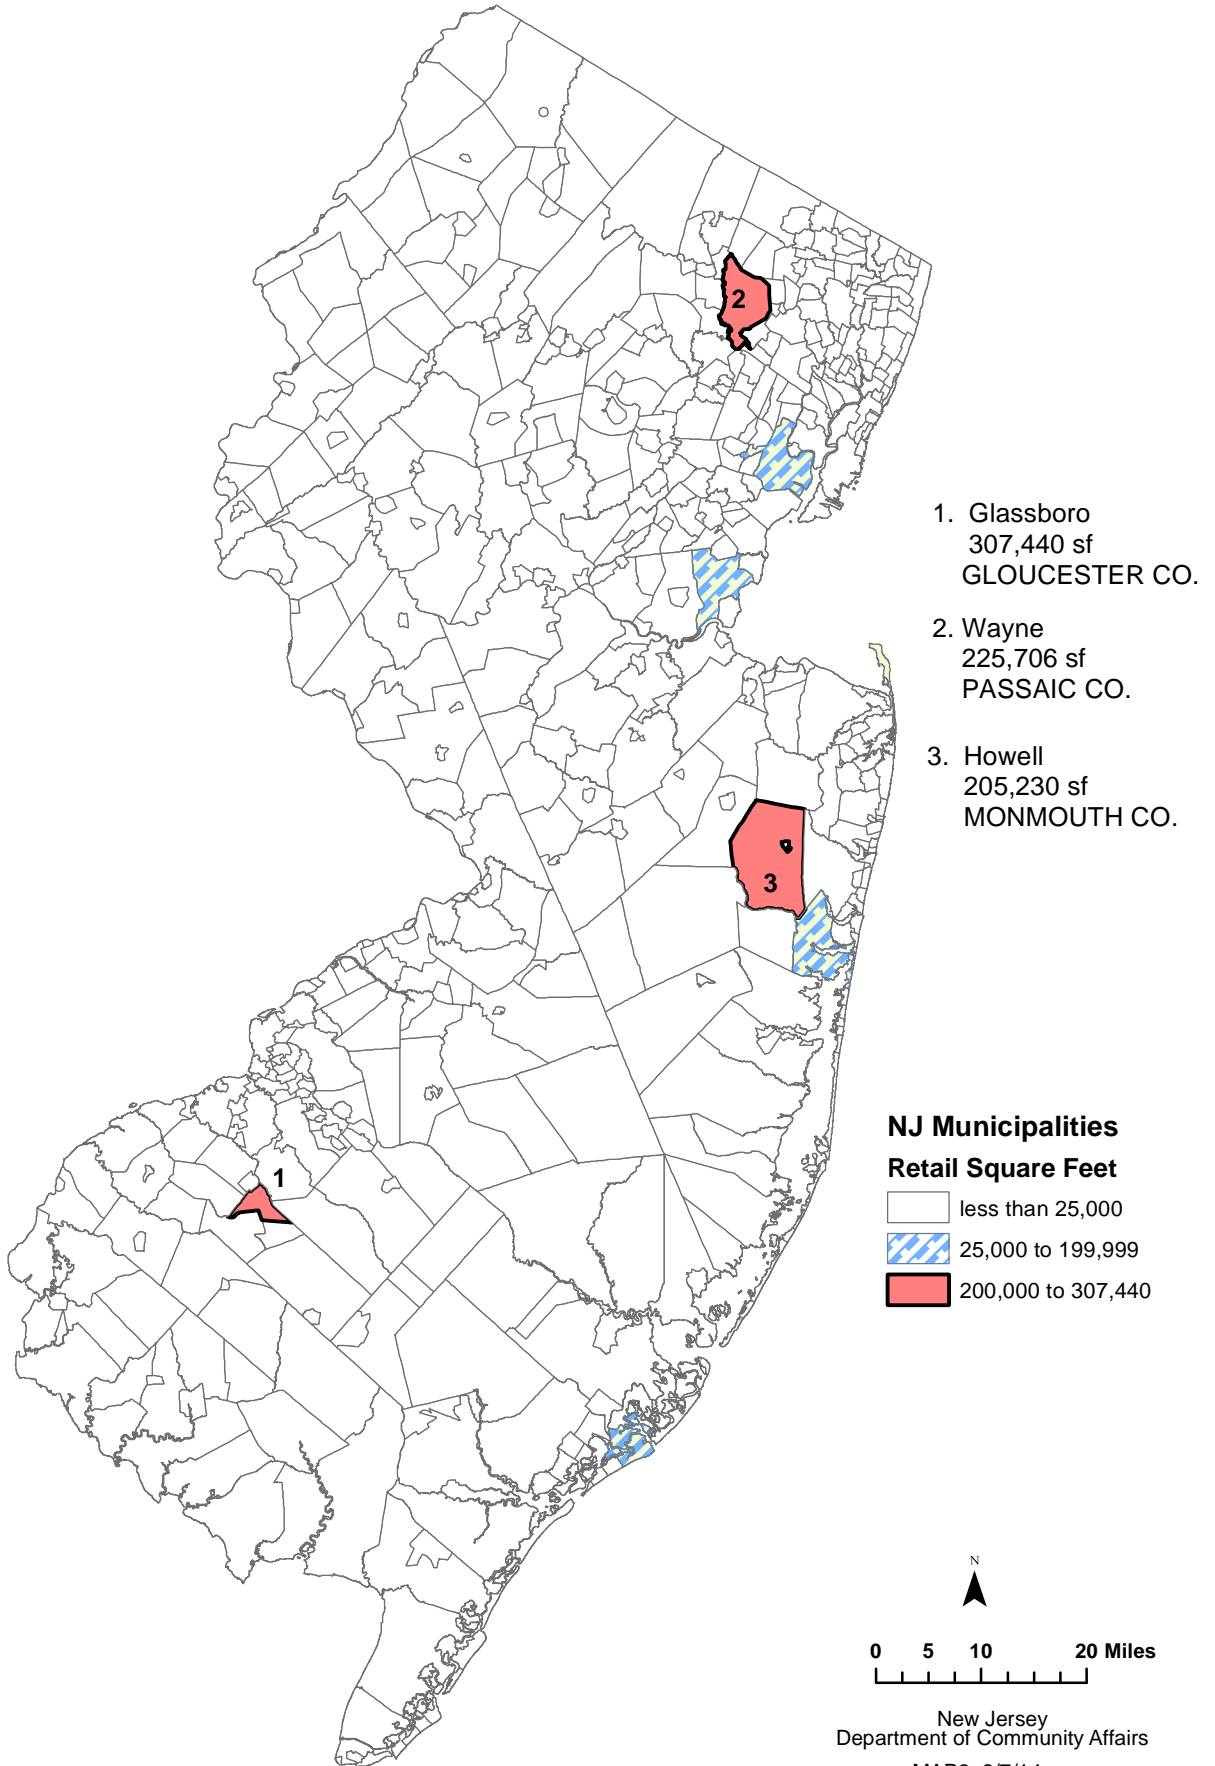 2
1. Glassboro
307,440 sf
GLOUCESTER CO.
2. Wayne
225,706 sf
PASSAIC CO.
3. Howell
205,230 sf
MONMOUTH CO.
3
1
NJ Municipalities
Retail Square Feet
less than 25,000
25,000 to 199,999
200,000 to 307,440
N
0 5 10 20 Miles
New Jersey
Department of Community Affairs